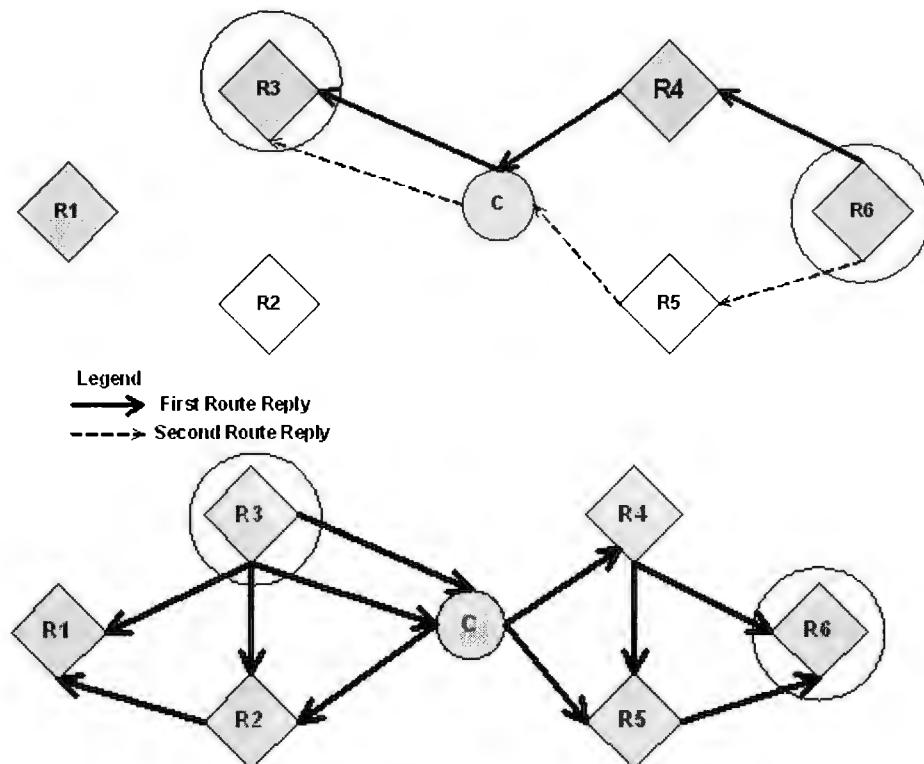 R3
R4
R1
C
R6
R2
R5
Legend
First Route Reply
Second Route Reply
R3
R4
R1
C
R6
R2
R5